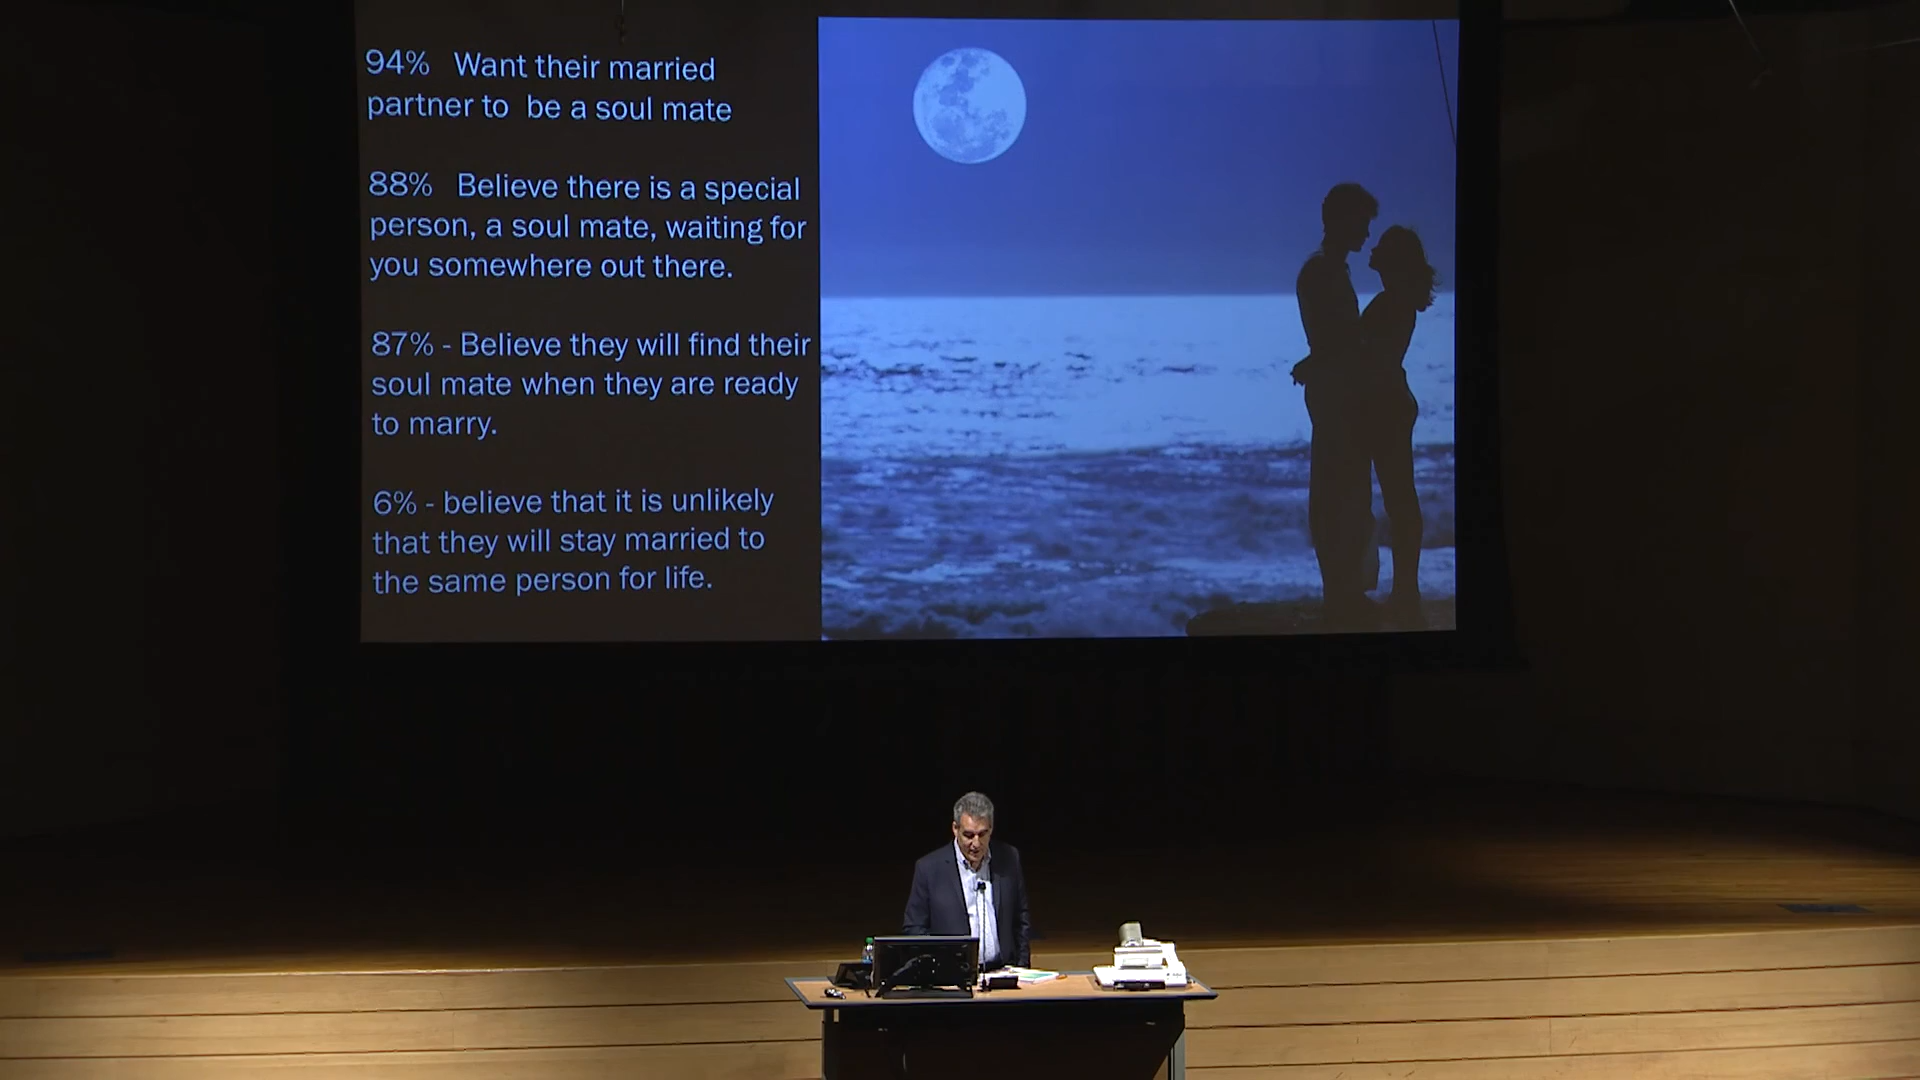 94% Want their married
partner to be a soul mate
88% Believe there is a special
person, a soul mate, waiting for
you somewhere out there.
87% - Believe they will find their
soul mate when they are ready
to marry.
6% - believe that it is unlikely
that they will stay married to
the same person for life.